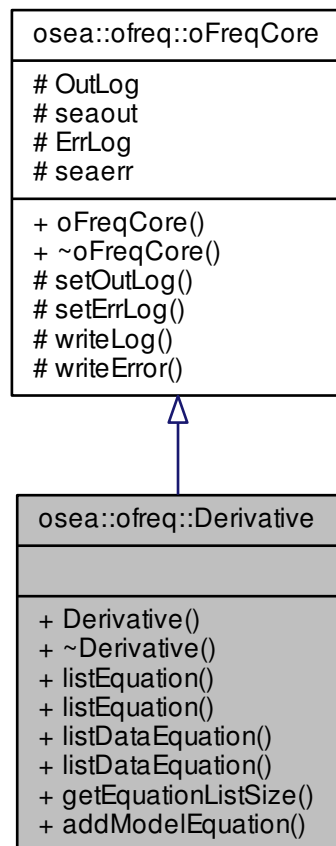 osea::ofreq::oFreqCore
# OutLog
# seaout
# ErrLog
# seaerr
+ oFreqCore()
+ ~oFreqCore()
# setOutLog()
# setErrLog()
# writeLog()
# writeError()
osea::ofreq::Derivative
+ Derivative()
+ ~Derivative()
+ listEquation()
+ listEquation()
+ listDataEquation()
+ listDataEquation()
+ getEquationListSize()
+ addModelEquation()